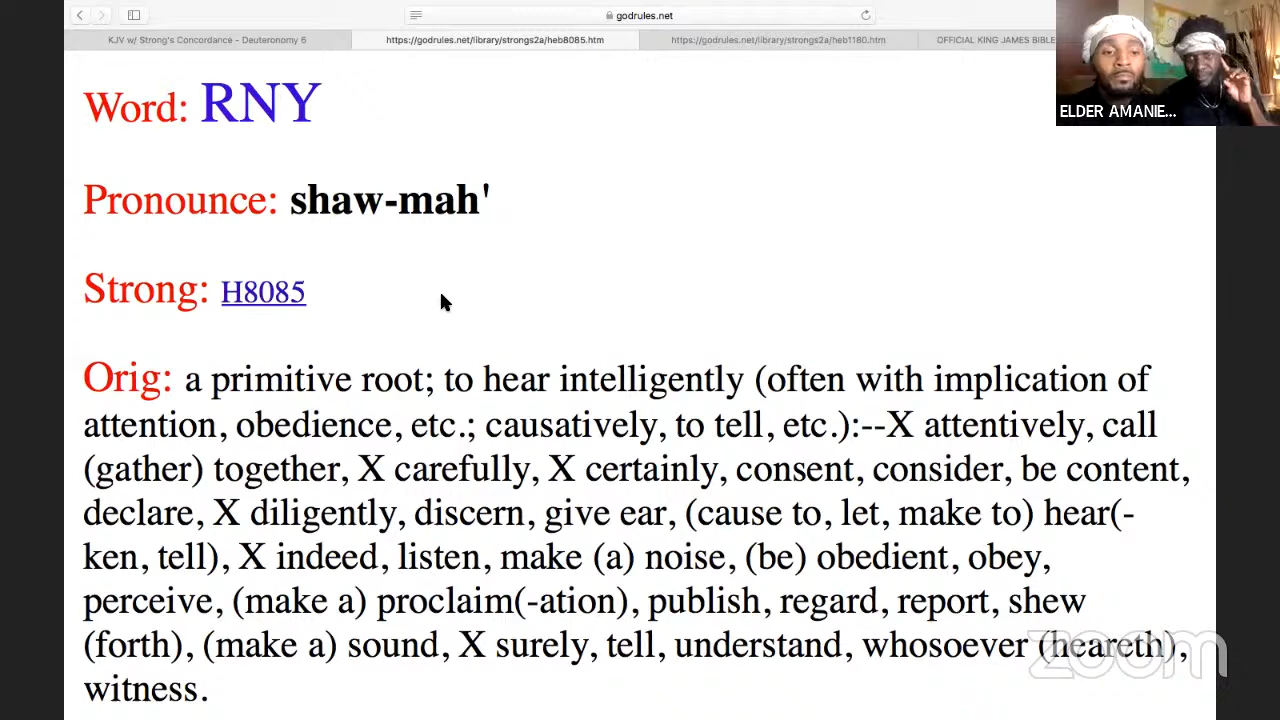 godrules.net
KJV w/ Strong's Concordance - Deuteronomy 6
https://godrules.net/library/strongs2a/heb8085.htm
https://godrules.net/library/strongs2a/heb1180.htm
OFFICIAL KING JAMES BIBLE
ELDER AMANIE...
Word: RNY
Pronounce: shaw-mah'
Strong: H8085
Orig: a primitive root; to hear intelligently (often with implication of
attention, obedience, etc.; causatively, to tell, etc.):--X attentively, call
(gather) together, X carefully, X certainly, consent, consider, be content,
declare, X diligently, discern, give ear, (cause to, let, make to) hear(-
ken, tell), X indeed, listen, make (a) noise, (be) obedient, obey,
perceive, (make a) proclaim(-ation), publish, regard, report, shew
(forth), (make a) sound, X surely, tell, understand, whosoever (heareth),
witness.
zoom